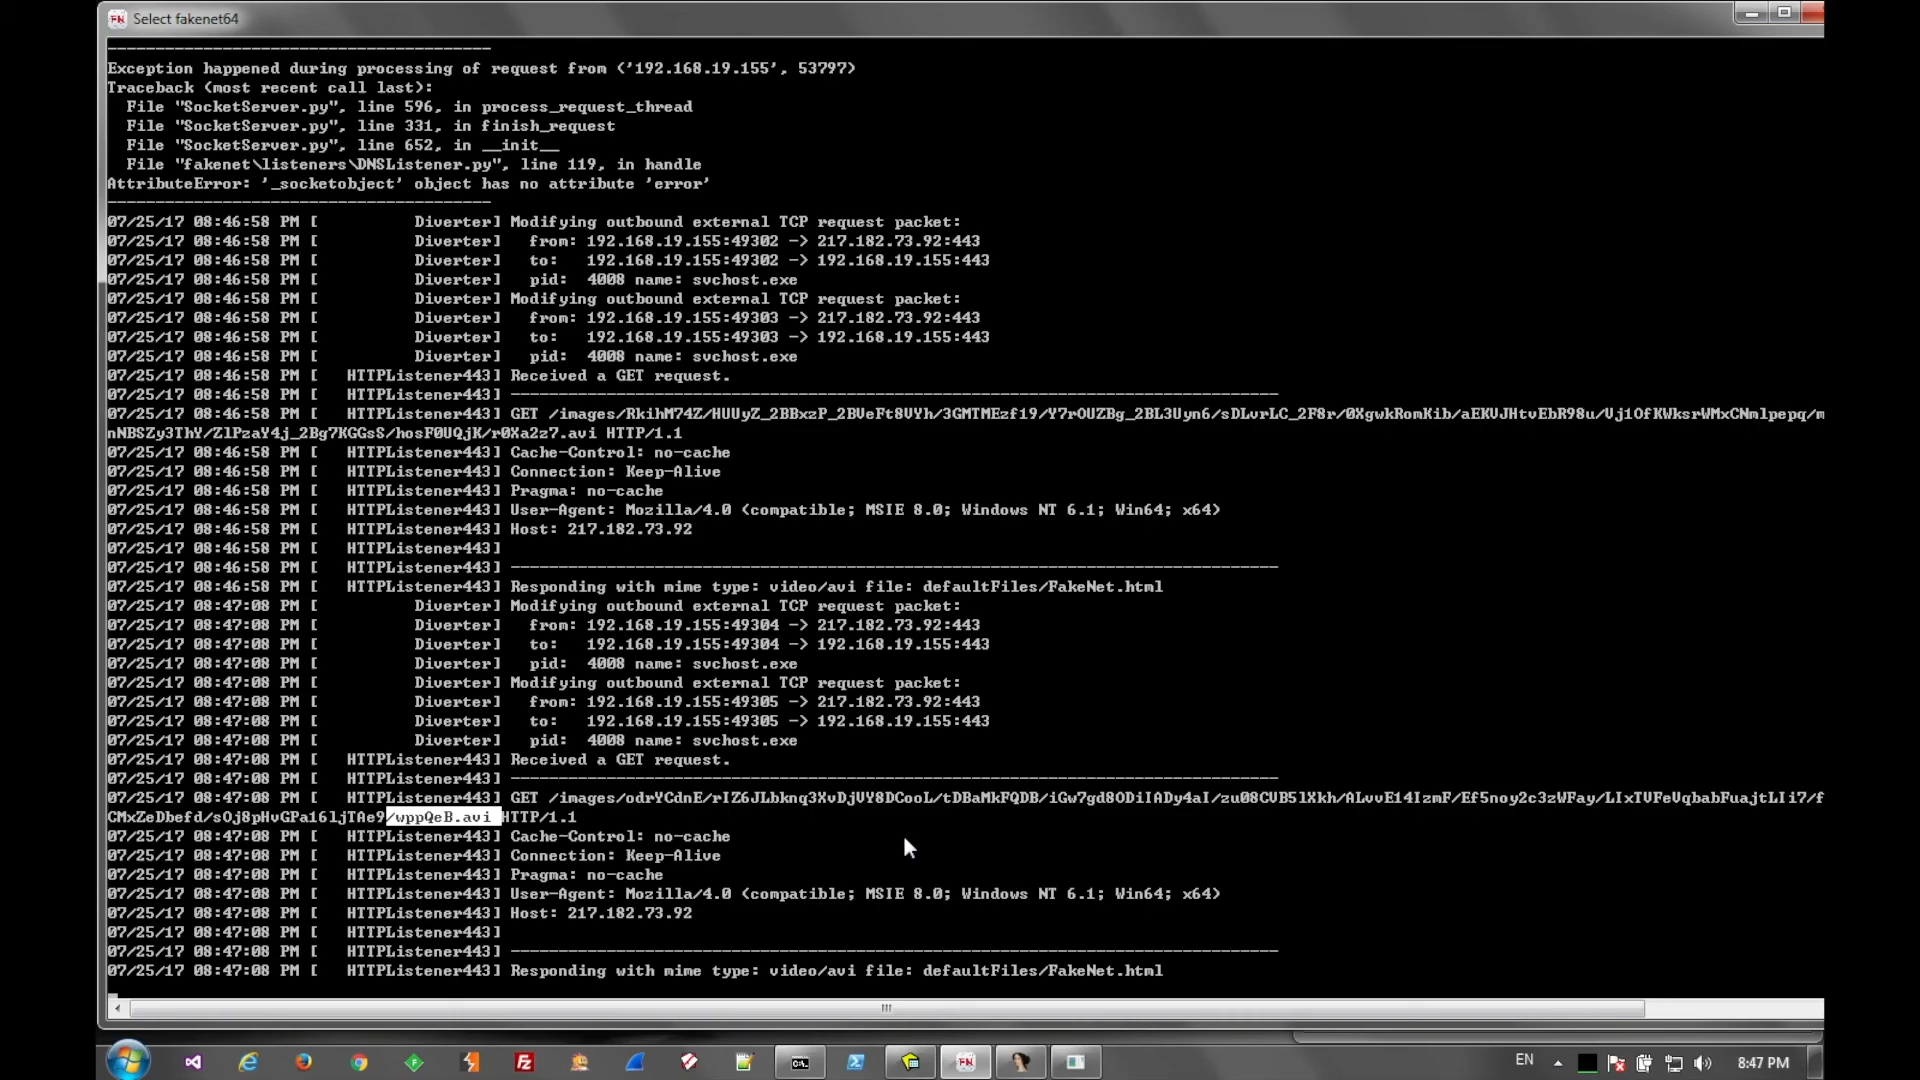 Select fakenet64
----------------------------------------
Exception happened during processing of request from ('192.168.19.155', 53797)
Traceback (most recent call last):
  File "SocketServer.py", line 596, in process_request_thread
  File "SocketServer.py", line 331, in finish_request
  File "SocketServer.py", line 652, in __init__
  File "fakenet\listeners\DNSListener.py", line 119, in handle
AttributeError: '_socketobject' object has no attribute 'error'
----------------------------------------
07/25/17 08:46:58 PM [          Diverter] Modifying outbound external TCP request packet:
07/25/17 08:46:58 PM [          Diverter]   from: 192.168.19.155:49302 -> 217.182.73.92:443
07/25/17 08:46:58 PM [          Diverter]   to:   192.168.19.155:49302 -> 192.168.19.155:443
07/25/17 08:46:58 PM [          Diverter]   pid:  4008 name: svchost.exe
07/25/17 08:46:58 PM [          Diverter] Modifying outbound external TCP request packet:
07/25/17 08:46:58 PM [          Diverter]   from: 192.168.19.155:49303 -> 217.182.73.92:443
07/25/17 08:46:58 PM [          Diverter]   to:   192.168.19.155:49303 -> 192.168.19.155:443
07/25/17 08:46:58 PM [          Diverter]   pid:  4008 name: svchost.exe
07/25/17 08:46:58 PM [   HTTPListener443] Received a GET request.
07/25/17 08:46:58 PM [   HTTPListener443] --------------------------------------------------------------------------------
07/25/17 08:46:58 PM [   HTTPListener443] GET /images/RkihM74Z/HUUyZ_2BBxzP_2BVeFt8VYh/3GMTMEzf19/Y7rOUZBg_2BL3Uyn6/sDLvrLC_2F8r/0XgwkRomKib/aEKVJHtvEbR98u/Vj1OfKWksrWMxCNmlpepq/m
nNBSZy3ThY/ZlPzaY4j_2Bg7KGGsS/hosF0UQjK/r0Xa2z7.avi HTTP/1.1
07/25/17 08:46:58 PM [   HTTPListener443] Cache-Control: no-cache
07/25/17 08:46:58 PM [   HTTPListener443] Connection: Keep-Alive
07/25/17 08:46:58 PM [   HTTPListener443] Pragma: no-cache
07/25/17 08:46:58 PM [   HTTPListener443] User-Agent: Mozilla/4.0 (compatible; MSIE 8.0; Windows NT 6.1; Win64; x64)
07/25/17 08:46:58 PM [   HTTPListener443] Host: 217.182.73.92
07/25/17 08:46:58 PM [   HTTPListener443]
07/25/17 08:46:58 PM [   HTTPListener443] --------------------------------------------------------------------------------
07/25/17 08:46:58 PM [   HTTPListener443] Responding with mime type: video/avi file: defaultFiles/FakeNet.html
07/25/17 08:47:08 PM [          Diverter] Modifying outbound external TCP request packet:
07/25/17 08:47:08 PM [          Diverter]   from: 192.168.19.155:49304 -> 217.182.73.92:443
07/25/17 08:47:08 PM [          Diverter]   to:   192.168.19.155:49304 -> 192.168.19.155:443
07/25/17 08:47:08 PM [          Diverter]   pid:  4008 name: svchost.exe
07/25/17 08:47:08 PM [          Diverter] Modifying outbound external TCP request packet:
07/25/17 08:47:08 PM [          Diverter]   from: 192.168.19.155:49305 -> 217.182.73.92:443
07/25/17 08:47:08 PM [          Diverter]   to:   192.168.19.155:49305 -> 192.168.19.155:443
07/25/17 08:47:08 PM [          Diverter]   pid:  4008 name: svchost.exe
07/25/17 08:47:08 PM [   HTTPListener443] Received a GET request.
07/25/17 08:47:08 PM [   HTTPListener443] --------------------------------------------------------------------------------
07/25/17 08:47:08 PM [   HTTPListener443] GET /images/odrYCdnE/rIZ6JLbknq3XvDjVY8DCooL/tDBaMkFQDB/iGw7gd8ODiIADy4aI/zu08CVB5lXkh/ALvvE14IzmF/Ef5noy2c3zWFay/LIxTVFeVqbabFuajtLIi7/f
CMxZeDbefd/sOj8pHvGPa16ljTAe9/wppQeB.avi HTTP/1.1
07/25/17 08:47:08 PM [   HTTPListener443] Cache-Control: no-cache
07/25/17 08:47:08 PM [   HTTPListener443] Connection: Keep-Alive
07/25/17 08:47:08 PM [   HTTPListener443] Pragma: no-cache
07/25/17 08:47:08 PM [   HTTPListener443] User-Agent: Mozilla/4.0 (compatible; MSIE 8.0; Windows NT 6.1; Win64; x64)
07/25/17 08:47:08 PM [   HTTPListener443] Host: 217.182.73.92
07/25/17 08:47:08 PM [   HTTPListener443]
07/25/17 08:47:08 PM [   HTTPListener443] --------------------------------------------------------------------------------
07/25/17 08:47:08 PM [   HTTPListener443] Responding with mime type: video/avi file: defaultFiles/FakeNet.html
EN 8:47 PM